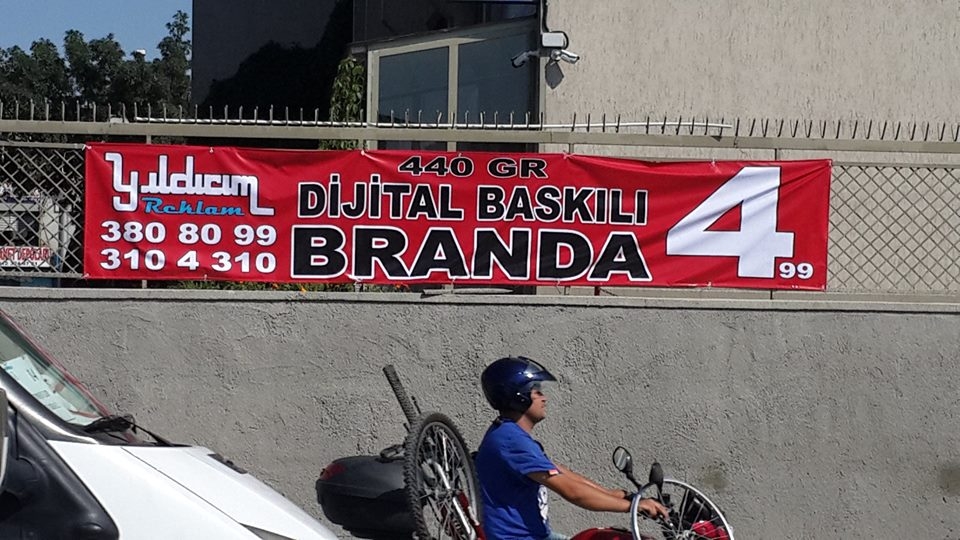 Yıldırım
Reklam
380 80 99
310 4 310
440 GR
DİJİTAL BASKILI
BRANDA
4 99